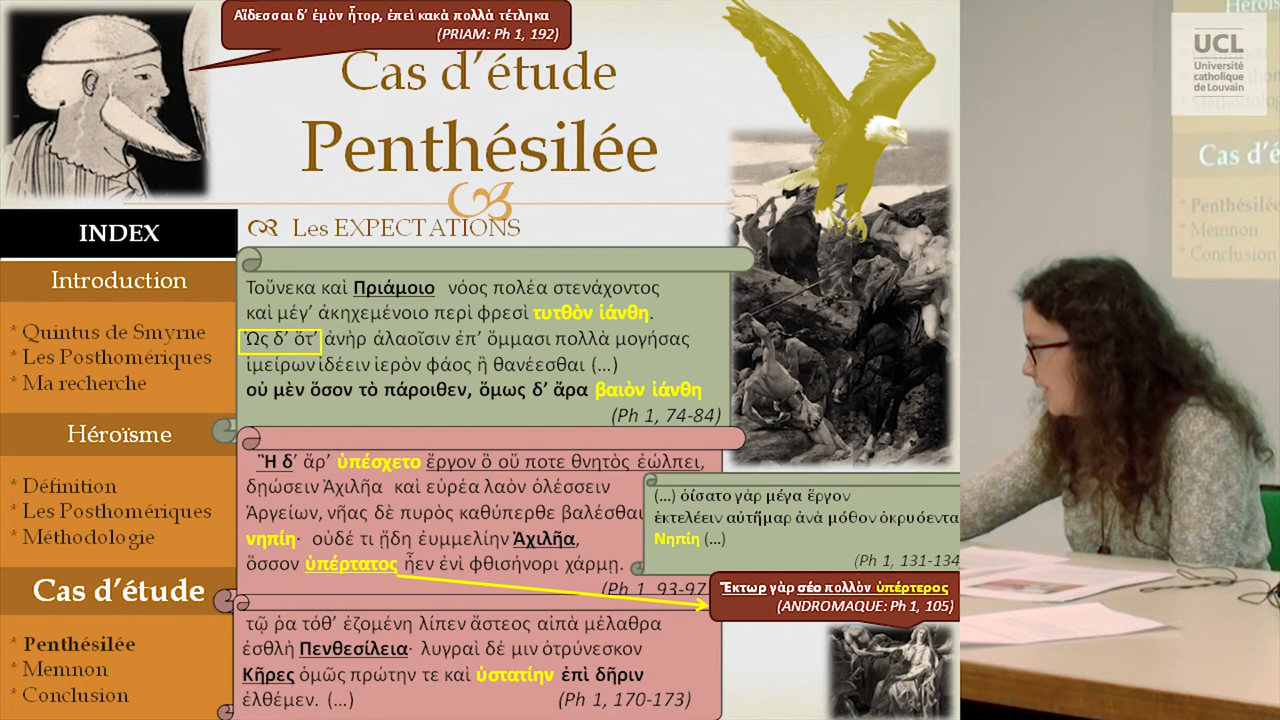 Αἴδεσσαι δ’ ἐμὸν ἦτορ, ἐπεὶ κακὰ πολλὰ τέτληκα
(PRIAM: Ph 1, 192)
Cas d’étude
Penthésilée
Les EXPECTATIONS
INDEX
Introduction
* Quintus de Smyrne
* Les Posthomériques
* Ma recherche
Héroïsme
* Définition
* Les Posthomériques
* Méthodologie
Cas d’étude
* Penthésilée
* Memnon
* Conclusion
Τοὔνεκα καὶ Πριάμοιο νόος πολέα στενάχοντος
καὶ μέγ’ ἀκηχεμένοιο περὶ φρεσὶ τυτθὸν ἰάνθη.
Ὡς δ’ ὅτ’ ἀνὴρ ἀλαοῖσιν ἐπ’ ὄμμασι πολλὰ μογήσας
ἱμείρων ἰδέειν ἱερὸν φάος ἢ θανέεσθαι (...)
οὐ μὲν ὅσον τὸ πάροιθεν, ὅμως δ’ ἄρα βαιὸν ἰάνθη
(Ph 1, 74-84)
Ἣ δ’ ἄρ’ ὑπέσχετο ἔργον ὃ οὔ ποτε θνητὸς ἐώλπει,
δῃώσειν Ἀχιλῆα καὶ εὐρέα λαὸν ὀλέσσειν
Ἀργείων, νῆας δὲ πυρὸς καθύπερθε βαλέσθαι
νηπίη· οὐδέ τι ᾔδη ἐυμμελίην Ἀχιλῆα,
ὅσσον ὑπέρτατος ἦεν ἐνὶ φθισήνορι χάρμῃ.
(Ph 1, 93-97
(...) ὀίσατο γὰρ μέγα ἔργον
ἐκτελέειν αὐτῆμαρ ἀνὰ μόθον ὀκρυόεντα
Νηπίη (...)
(Ph 1, 131-134
Ἕκτωρ γὰρ σέο πολλὸν ὑπέρτερος
(ANDROMAQUE: Ph 1, 105)
τῷ ῥα τόθ’ ἑζομένη λίπεν ἄστεος αἰπὰ μέλαθρα
ἐσθλὴ Πενθεσίλεια· λυγραὶ δέ μιν ὀτρύνεσκον
Κῆρες ὁμῶς πρώτην τε καὶ ὑστατίην ἐπὶ δῆριν
ἐλθέμεν. (...) (Ph 1, 170-173)
UCL
Université
catholique
de Louvain
Cas d’é
* Penthésilée
* Memnon
* Conclusion